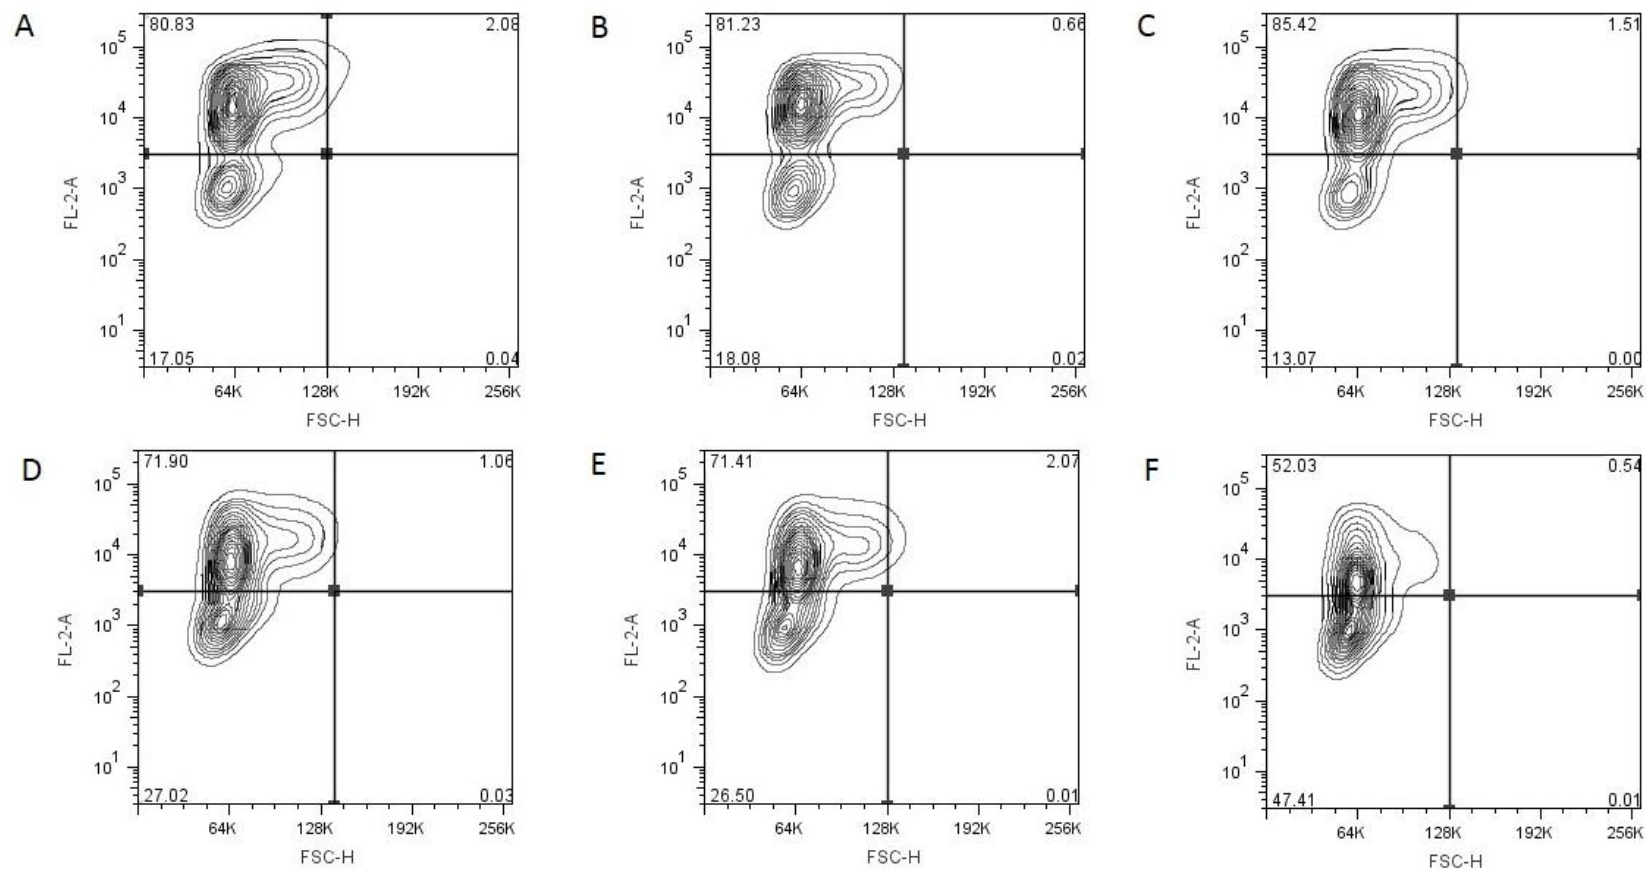 A
80.83 2.08
10^5
10^4
10^3
10^2
10^1
FL-2-A
17.05 0.04
64K 128K 192K 256K
FSC-H
B
81.23 0.66
10^5
10^4
10^3
10^2
10^1
FL-2-A
18.08 0.02
64K 128K 192K 256K
FSC-H
C
85.42 1.51
10^5
10^4
10^3
10^2
10^1
FL-2-A
13.07 0.00
64K 128K 192K 256K
FSC-H
D
71.90 1.06
10^5
10^4
10^3
10^2
10^1
FL-2-A
27.02 0.03
64K 128K 192K 256K
FSC-H
E
71.41 2.07
10^5
10^4
10^3
10^2
10^1
FL-2-A
26.50 0.01
64K 128K 192K 256K
FSC-H
F
52.03 0.54
10^5
10^4
10^3
10^2
10^1
FL-2-A
47.41 0.01
64K 128K 192K 256K
FSC-H